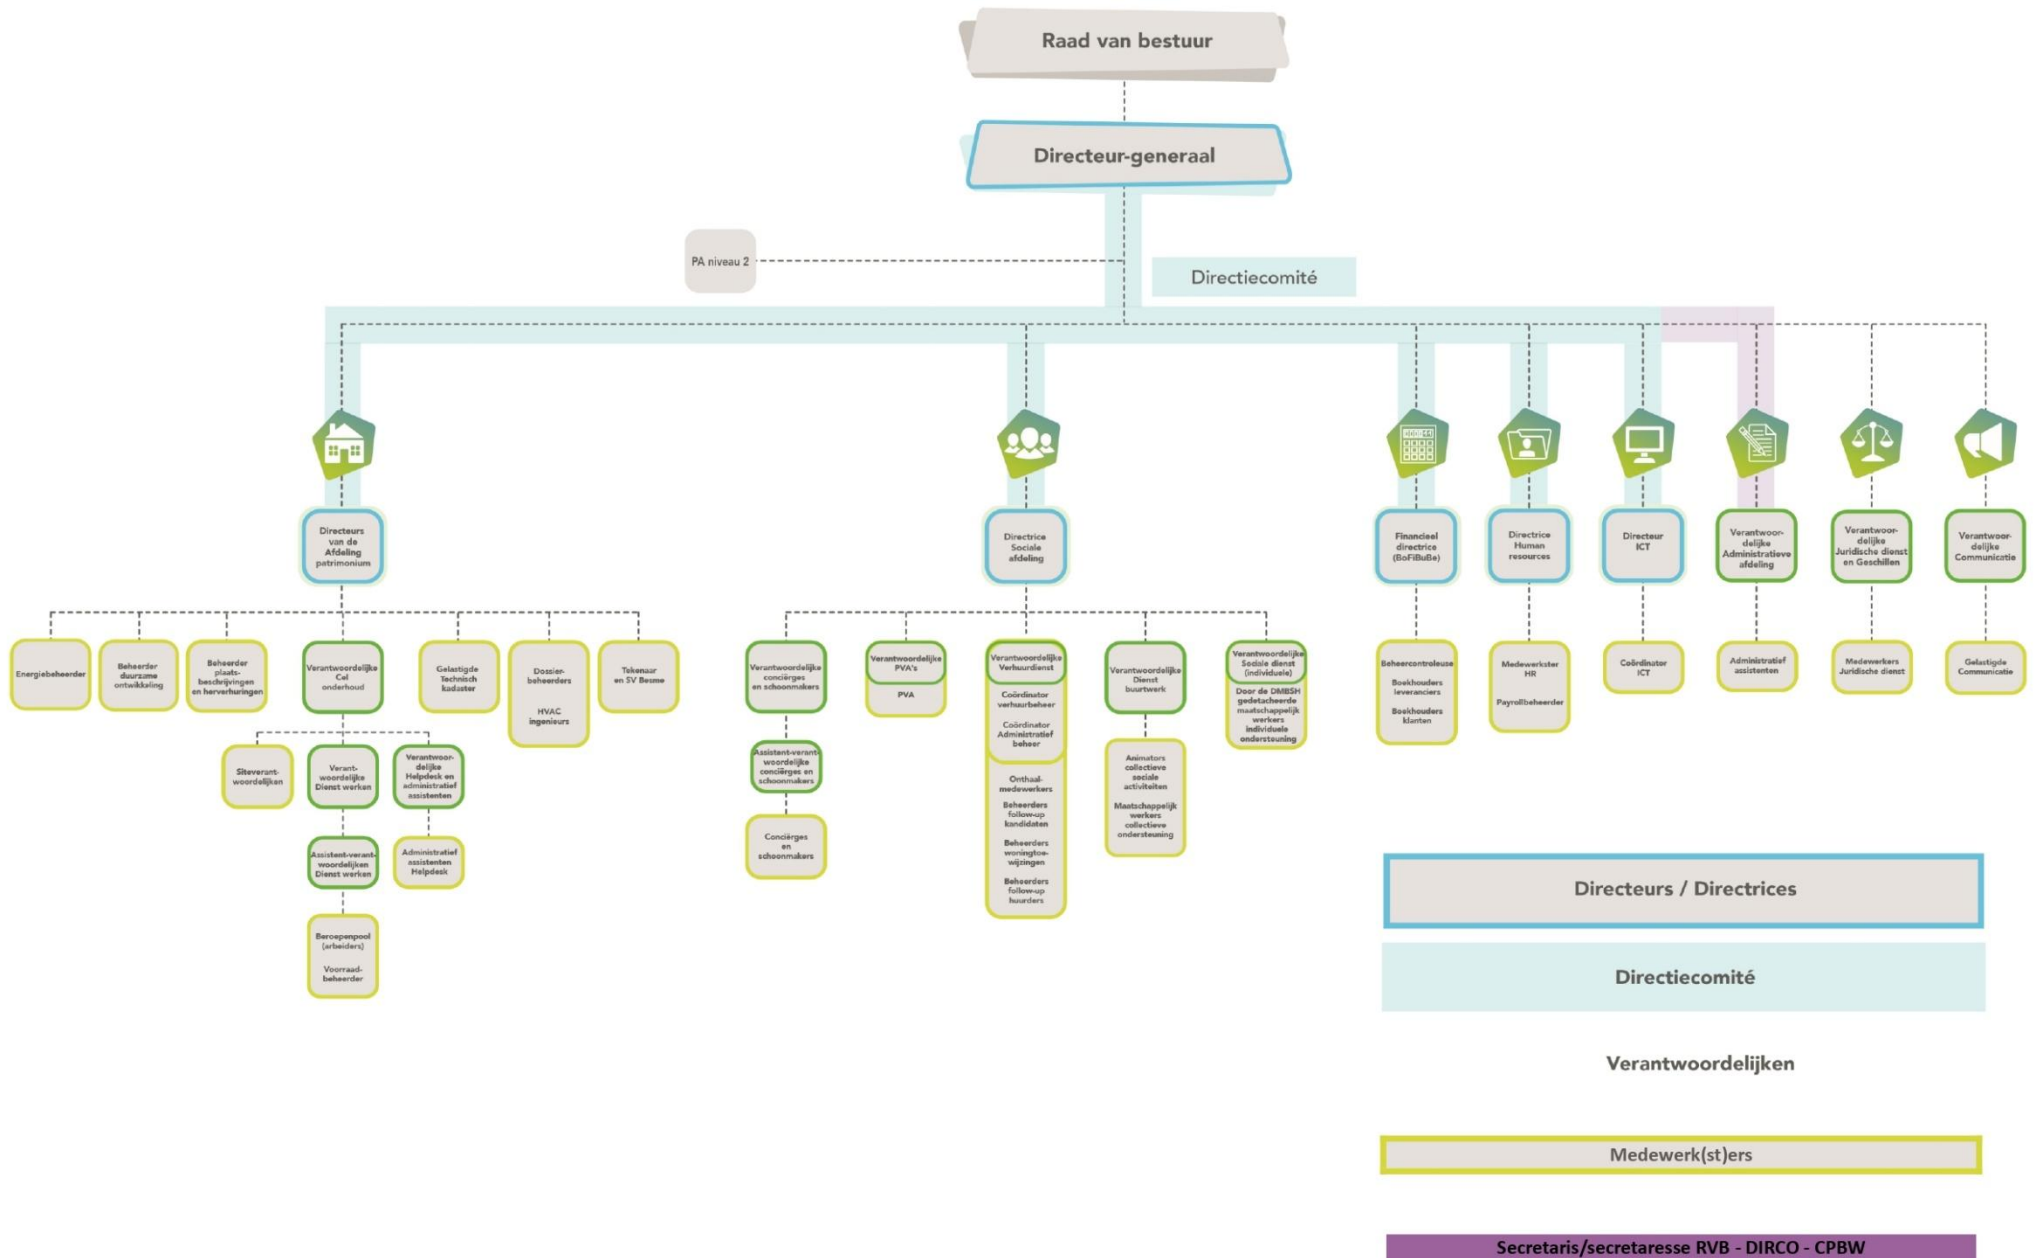 Raad van bestuur
Directeur-generaal
PA niveau 2
Directiecomité
Directeurs
van de
Afdeling
patrimonium
Directrice
Sociale
afdeling
Financieel
directrice
(BoFiBuBe)
Directrice
Human
resources
Directeur
ICT
Verantwoor-
delijke
Administratieve
afdeling
Verantwoor-
delijke
Juridische dienst
en Geschillen
Verantwoor-
delijke
Communicatie
Energiebeheerder
Beheerder
duurzame
ontwikkeling
Beheerder
plaats-
beschrijvingen
en herverhuringen
Verantwoordelijke
Cel
onderhoud
Gelastigde
Technisch
kadaster
Dossier-
beheerders
HVAC
ingenieurs
Tekenaar
en SV Besme
Siteverant-
woordelijken
Verant-
woordelijke
Dienst werken
Verantwoor-
delijke
Helpdesk en
administratief
assistenten
Assistent-verant-
woordelijken
Dienst werken
Administratief
assistenten
Helpdesk
Beroepenpool
(arbeiders)
Voorraad-
beheerder
Verantwoordelijke
conciërges
en schoonmakers
Assistent-verant-
woordelijke
conciërges en
schoonmakers
Conciërges
en
schoonmakers
Verantwoordelijke
PVA's
PVA
Verantwoordelijke
Verhuurdienst
Coördinator
verhuurbeheer
Coördinator
Administratief
beheer
Onthaal-
medewerkers
Beheerders
follow-up
kandidaten
Beheerders
woningtoe-
wijzingen
Beheerders
follow-up
huurders
Verantwoordelijke
Dienst
buurtwerk
Animators
collectieve
sociale
activiteiten
Maatschappelijk
werkers
collectieve
ondersteuning
Verantwoordelijke
Sociale dienst
(individuele)
Door de DMBSH
gedetacheerde
maatschappelijk
werkers
individuele
ondersteuning
Beheercontroleuse
Boekhouders
leveranciers
Boekhouders
klanten
Medewerkster
HR
Payrollbeheerder
Coördinator
ICT
Administratief
assistenten
Medewerkers
Juridische dienst
Gelastigde
Communicatie
Directeurs / Directrices
Directiecomité
Verantwoordelijken
Medewerk(st)ers
Secretaris/secretaresse RVB - DIRCO - CPBW